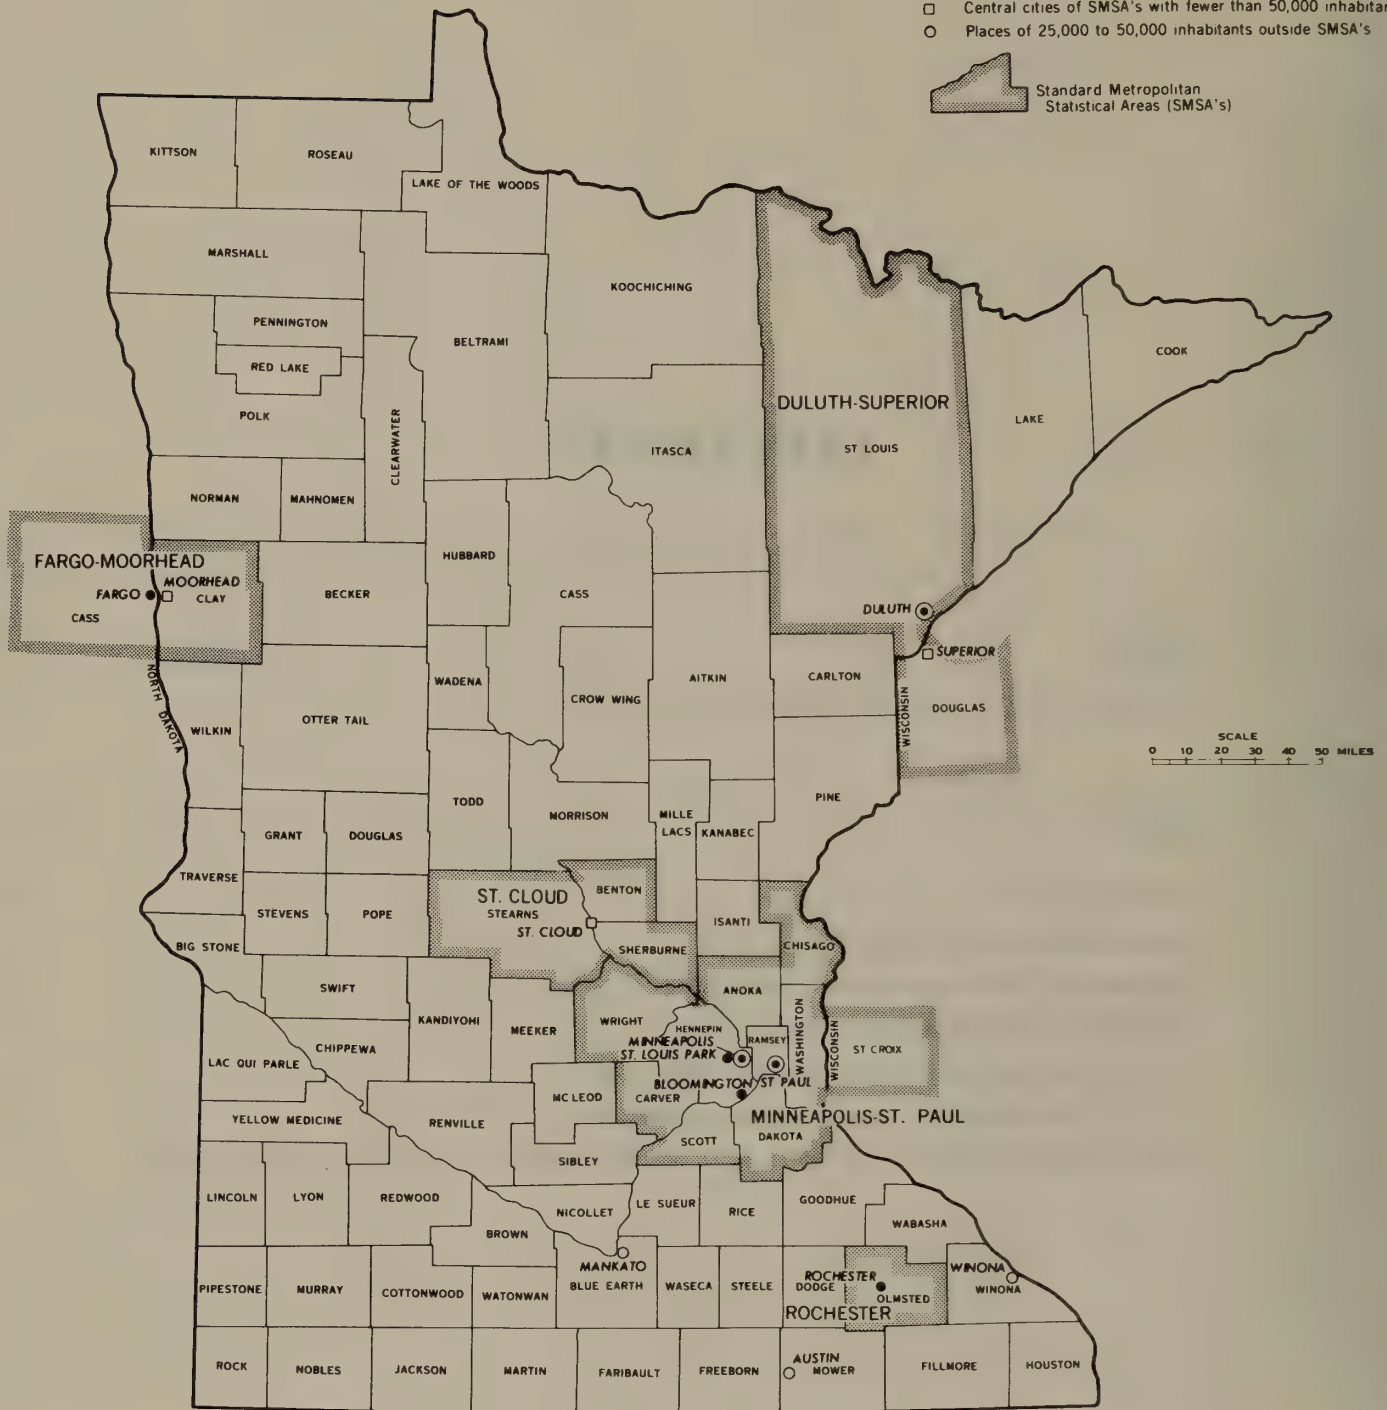 □ Central cities of SMSA's with fewer than 50,000 inhabitan
○ Places of 25,000 to 50,000 inhabitants outside SMSA's
Standard Metropolitan
Statistical Areas (SMSA's)
KITTSON
ROSEAU
LAKE OF THE WOODS
MARSHALL
KOOCHICHING
PENNINGTON
BELTRAMI
RED LAKE
COOK
POLK
CLEARWATER
DULUTH-SUPERIOR
LAKE
ITASCA
ST LOUIS
NORMAN
MAHNOMEN
FARGO-MOORHEAD
HUBBARD
MOORHEAD
FARGO
CLAY
BECKER
CASS
CASS
DULUTH
SUPERIOR
NORTH DAKOTA
WADENA
AITKIN
CARLTON
WISCONSIN
DOUGLAS
CROW WING
OTTER TAIL
WILKIN
SCALE
0 10 20 30 40 50 MILES
TODD
PINE
MORRISON
MILLE
LACS
KANABEC
GRANT
DOUGLAS
TRAVERSE
ST. CLOUD
BENTON
STEVENS
POPE
STEARNS
ST. CLOUD
ISANTI
BIG STONE
SHERBURNE
CHISAGO
SWIFT
ANOKA
KANDIYOHI
MEEKER
WRIGHT
HENNEPIN
WASHINGTON
WISCONSIN
MINNEAPOLIS
RAMSEY
CHIPPEWA
ST. LOUIS PARK
ST CROIX
LAC QUI PARLE
BLOOMINGTON
ST PAUL
MC LEOD
CARVER
YELLOW MEDICINE
RENVILLE
MINNEAPOLIS-ST. PAUL
SCOTT
DAKOTA
SIBLEY
LINCOLN
LYON
REDWOOD
NICOLLET
LE SUEUR
RICE
GOODHUE
WABASHA
BROWN
MANKATO
ROCHESTER
WINONA
PIPESTONE
MURRAY
COTTONWOOD
WATONWAN
BLUE EARTH
WASECA
STEELE
DODGE
OLMSTED
WINONA
ROCHESTER
AUSTIN
ROCK
NOBLES
JACKSON
MARTIN
FARIBAULT
FREEBORN
MOWER
FILLMORE
HOUSTON